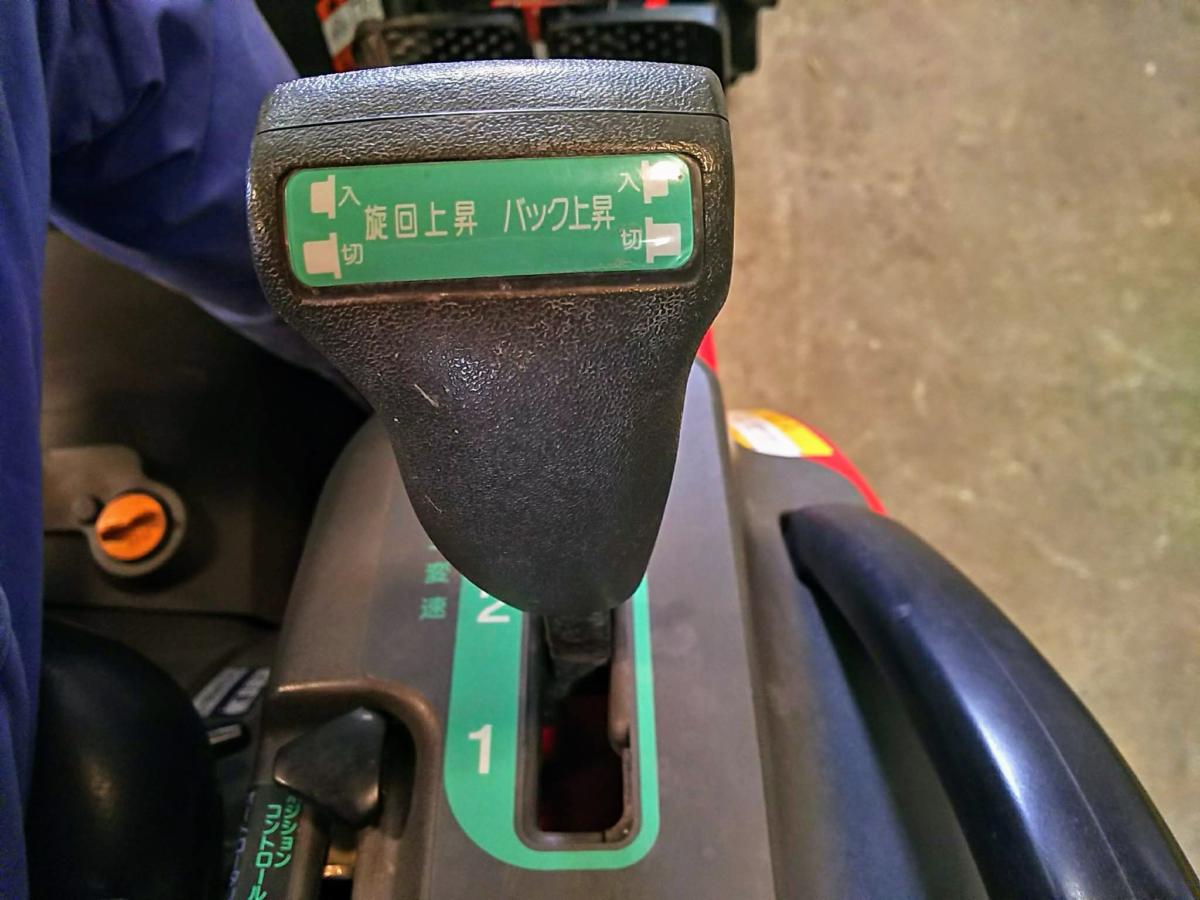 入 旋回上昇 バック上昇 入
切 切
変速
2
1
ジション
コントロール